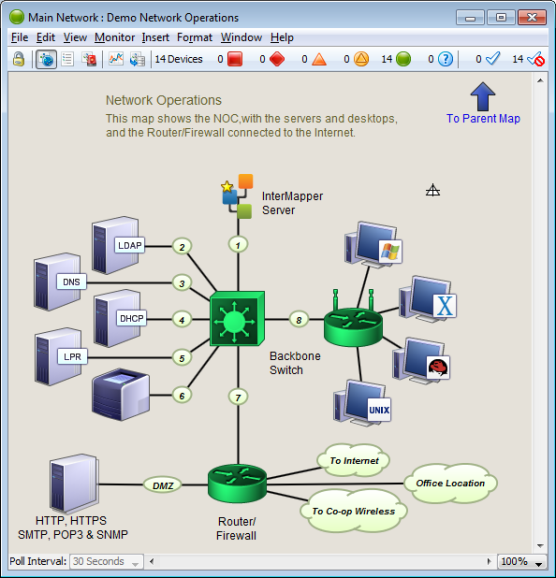 Main Network : Demo Network Operations
File Edit View Monitor Insert Format Window Help
14 Devices 0 0 0 0 14 0 ? 0 14
Network Operations
This map shows the NOC,with the servers and desktops,
and the Router/Firewall connected to the Internet.
To Parent Map
InterMapper
Server
1
LDAP
2
DNS
3
DHCP
4
LPR
5
6
7
8
X
UNIX
Backbone
Switch
DMZ
HTTP, HTTPS
SMTP, POP3 & SNMP
Router/
Firewall
To Internet
Office Location
To Co-op Wireless
Poll Interval: 30 Seconds 100%